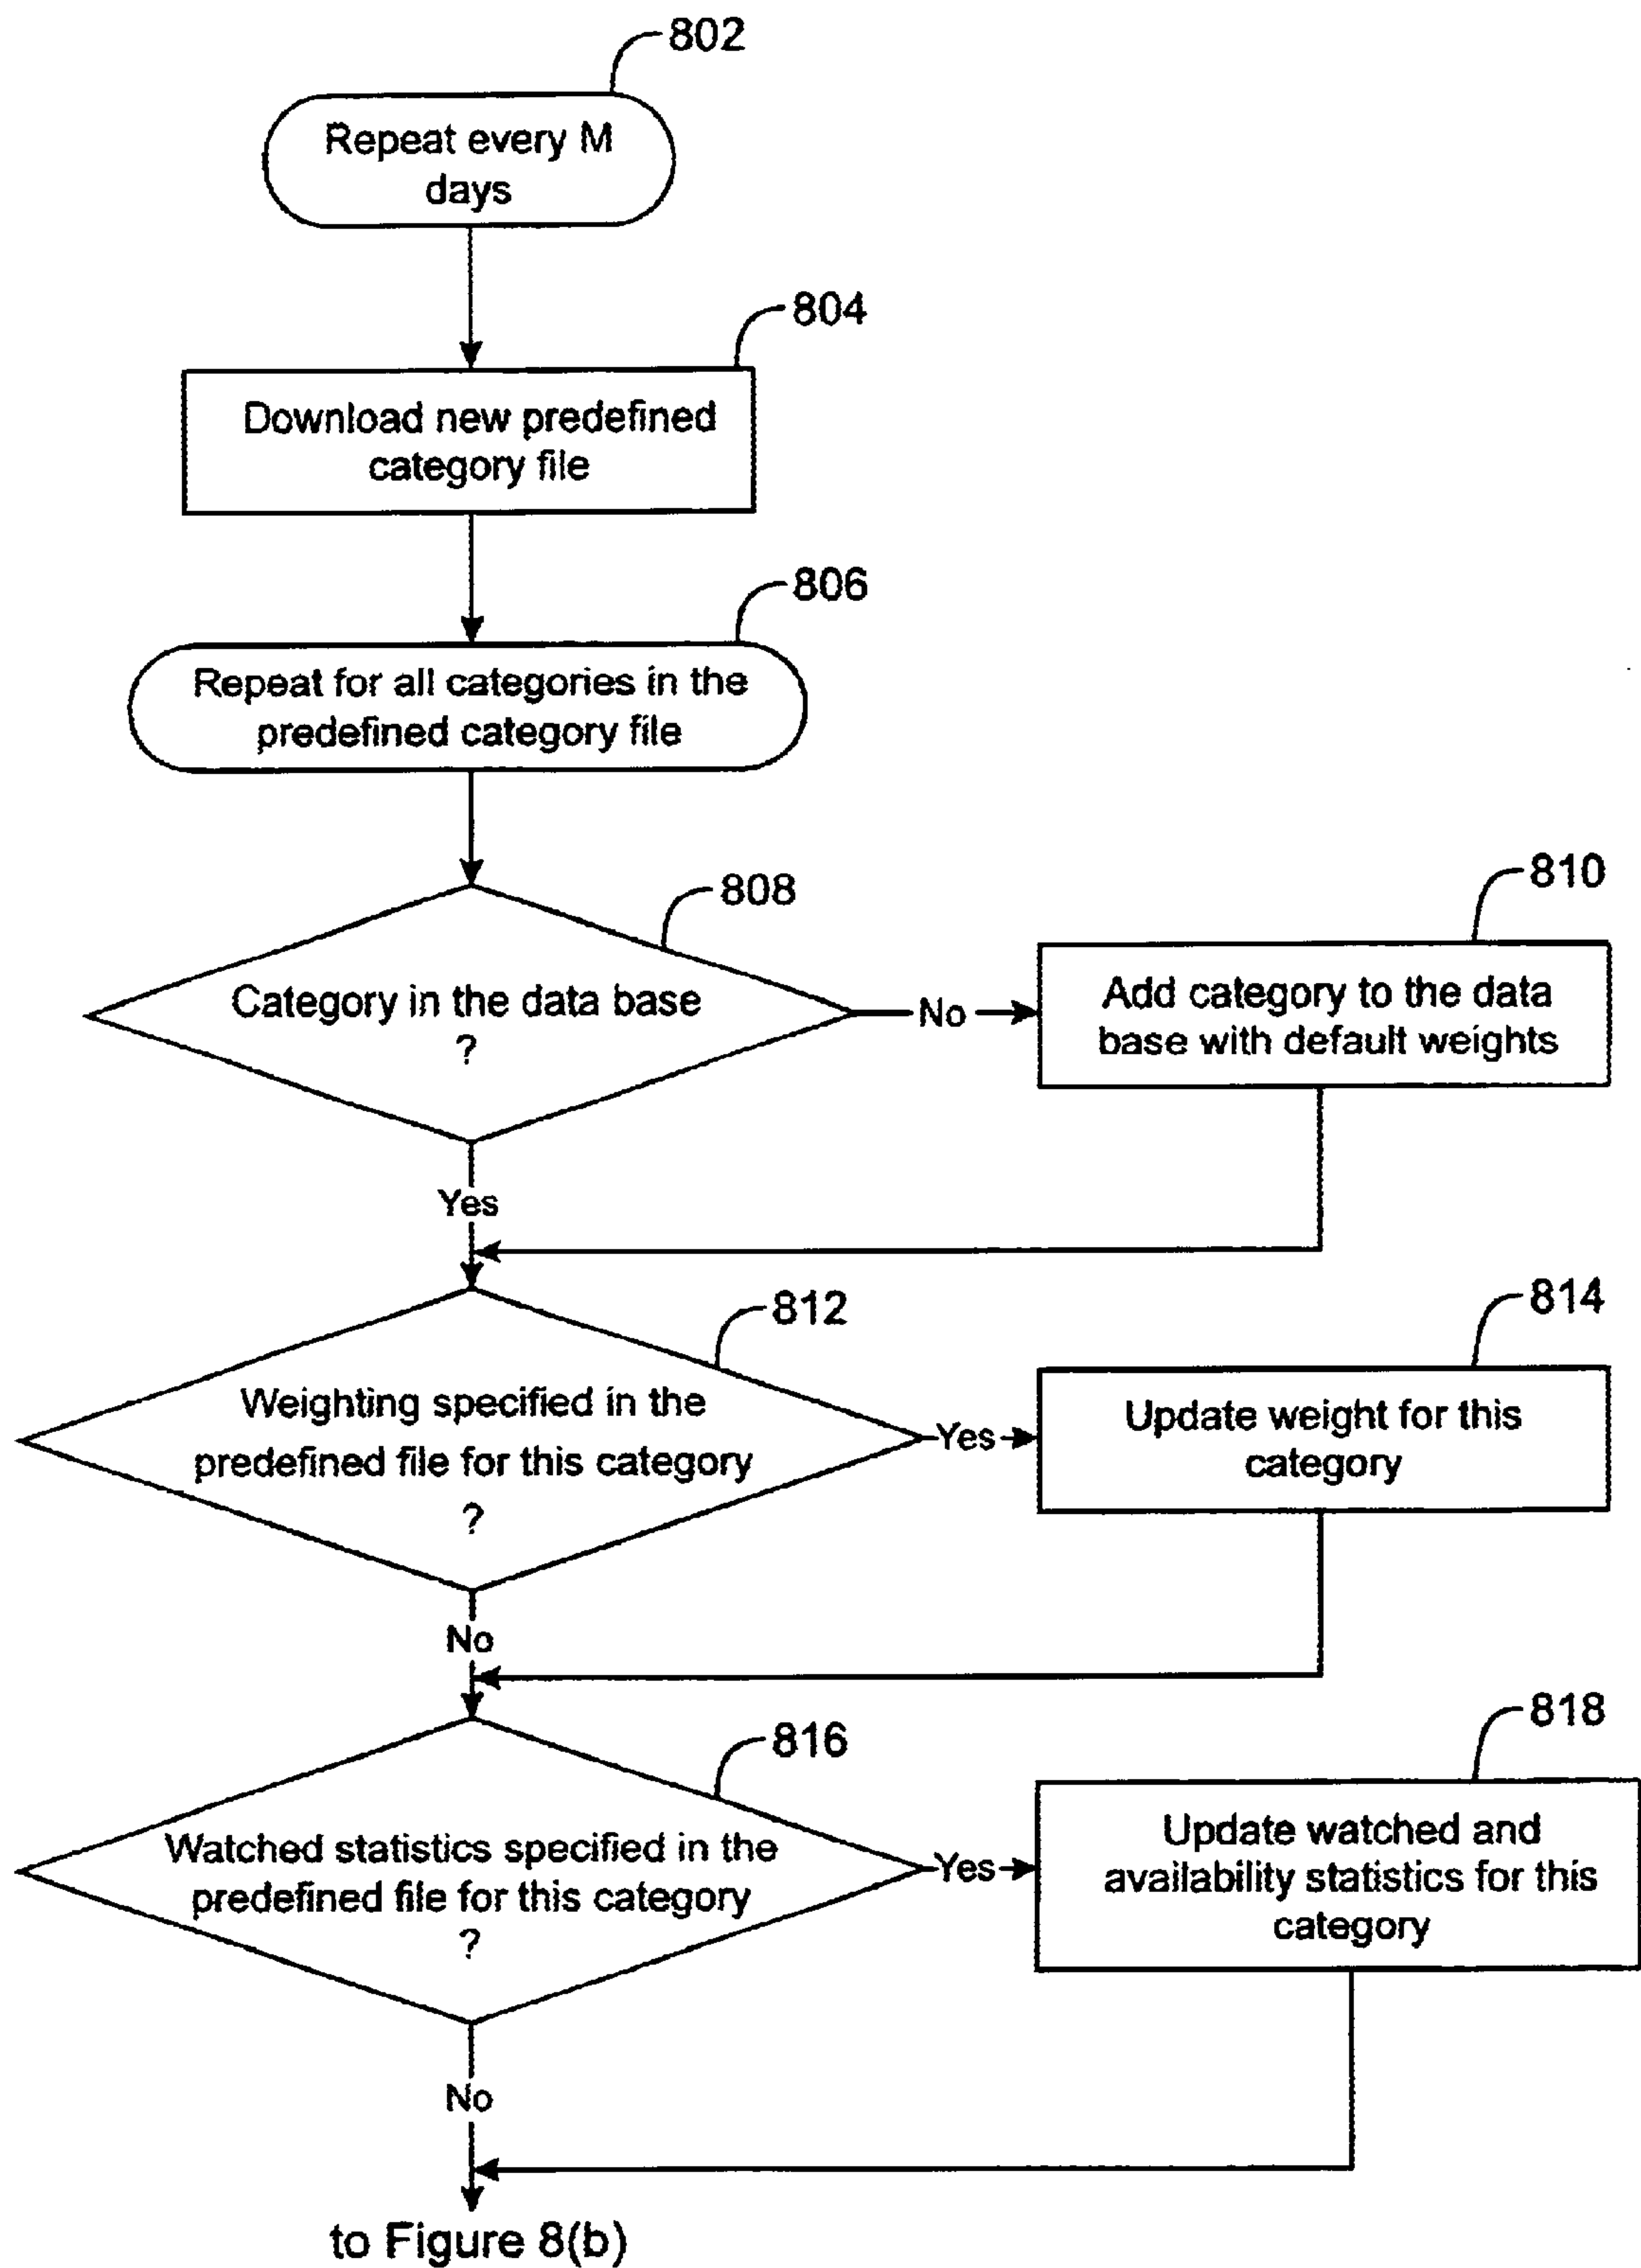 802
Repeat every M
days
804
Download new predefined
category file
806
Repeat for all categories in the
predefined category file
808
Category in the data base
?
No
810
Add category to the data
base with default weights
Yes
812
Weighting specified in the
predefined file for this category
?
Yes
814
Update weight for this
category
No
816
Watched statistics specified in the
predefined file for this category
?
Yes
818
Update watched and
availability statistics for this
category
No
to Figure 8(b)